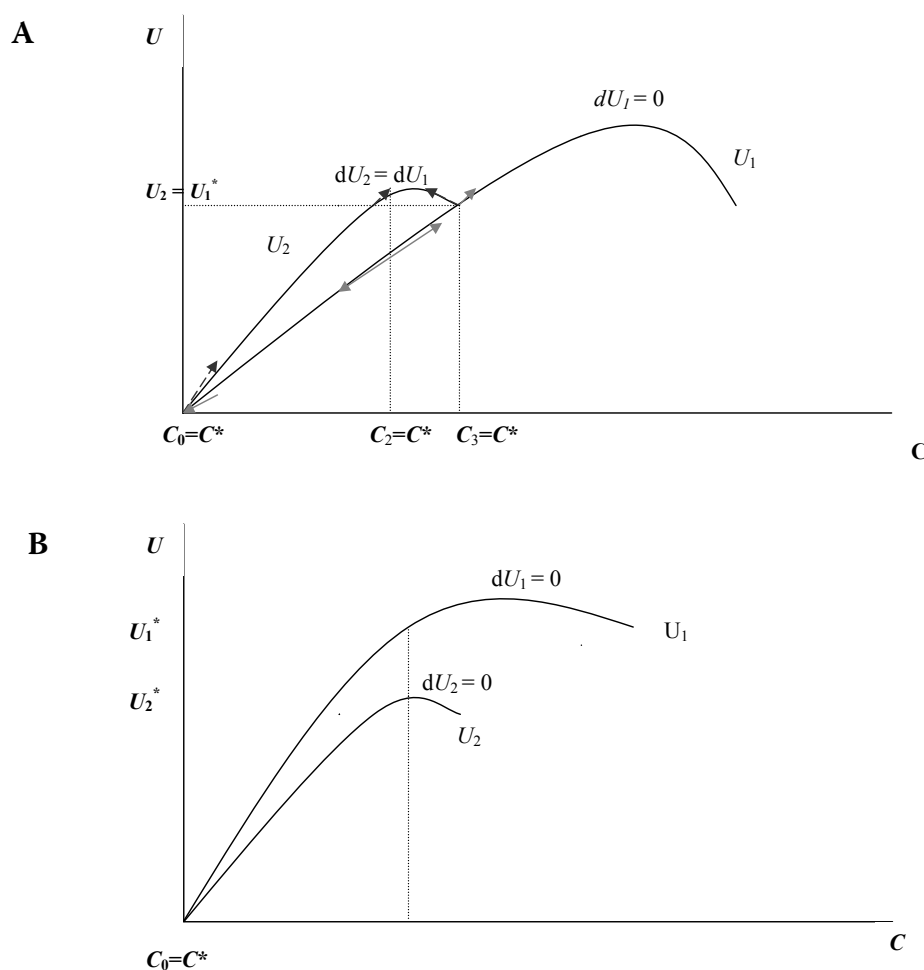 A
U
dU₁ = 0
U₁
dU₂ = dU₁
U₂ = U₁*
U₂
C₀=C*
C₂=C*
C₃=C*
C
B
U
dU₁ = 0
U₁*
U₁
dU₂ = 0
U₂*
U₂
C₀=C*
C